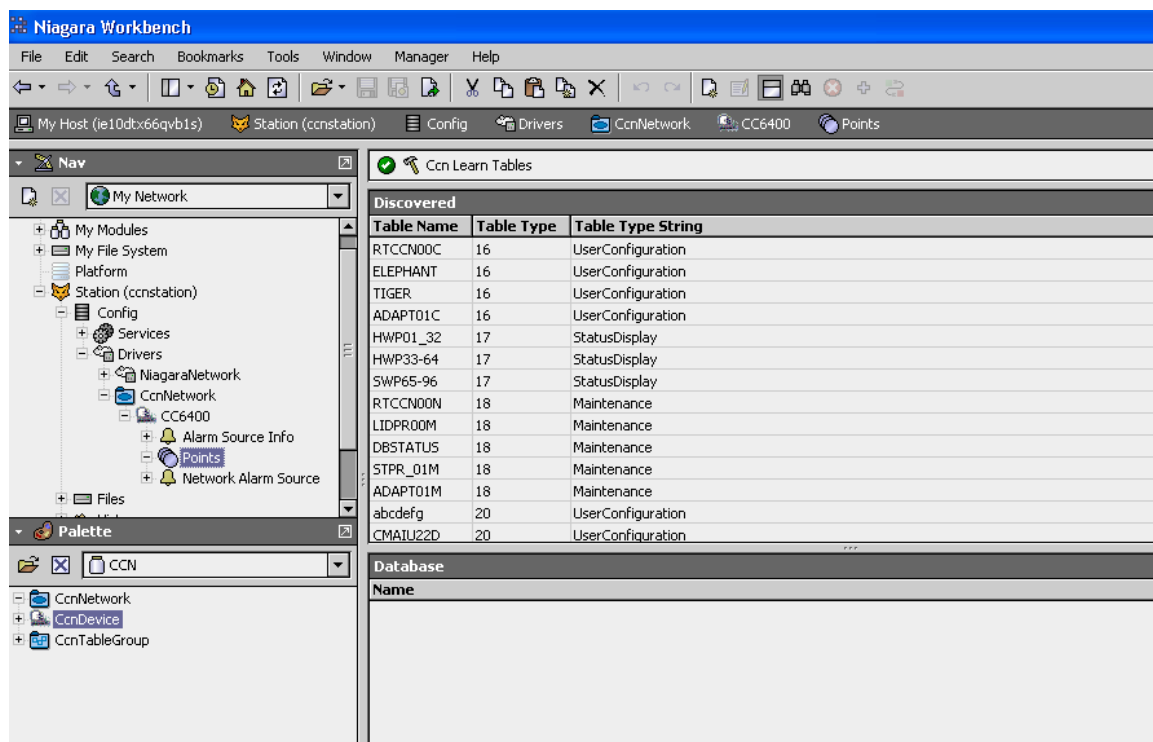 Niagara Workbench
File Edit Search Bookmarks Tools Window Manager Help
My Host (ie10dtx66qvb1s) Station (ccnstation) Config Drivers CcnNetwork CC6400 Points
Nav
My Network
My Modules
My File System
Platform
Station (ccnstation)
Config
Services
Drivers
NiagaraNetwork
CcnNetwork
CC6400
Alarm Source Info
Points
Network Alarm Source
Files
Palette
CCN
CcnNetwork
CcnDevice
CcnTableGroup
Ccn Learn Tables
Discovered
Table Name Table Type Table Type String
RTCCN00C 16 UserConfiguration
ELEPHANT 16 UserConfiguration
TIGER 16 UserConfiguration
ADAPT01C 16 UserConfiguration
HWP01_32 17 StatusDisplay
HWP33-64 17 StatusDisplay
SWP65-96 17 StatusDisplay
RTCCN00N 18 Maintenance
LIDPR00M 18 Maintenance
DBSTATUS 18 Maintenance
STPR_01M 18 Maintenance
ADAPT01M 18 Maintenance
abcdefg 20 UserConfiguration
CMAIU22D 20 UserConfiguration
Database
Name